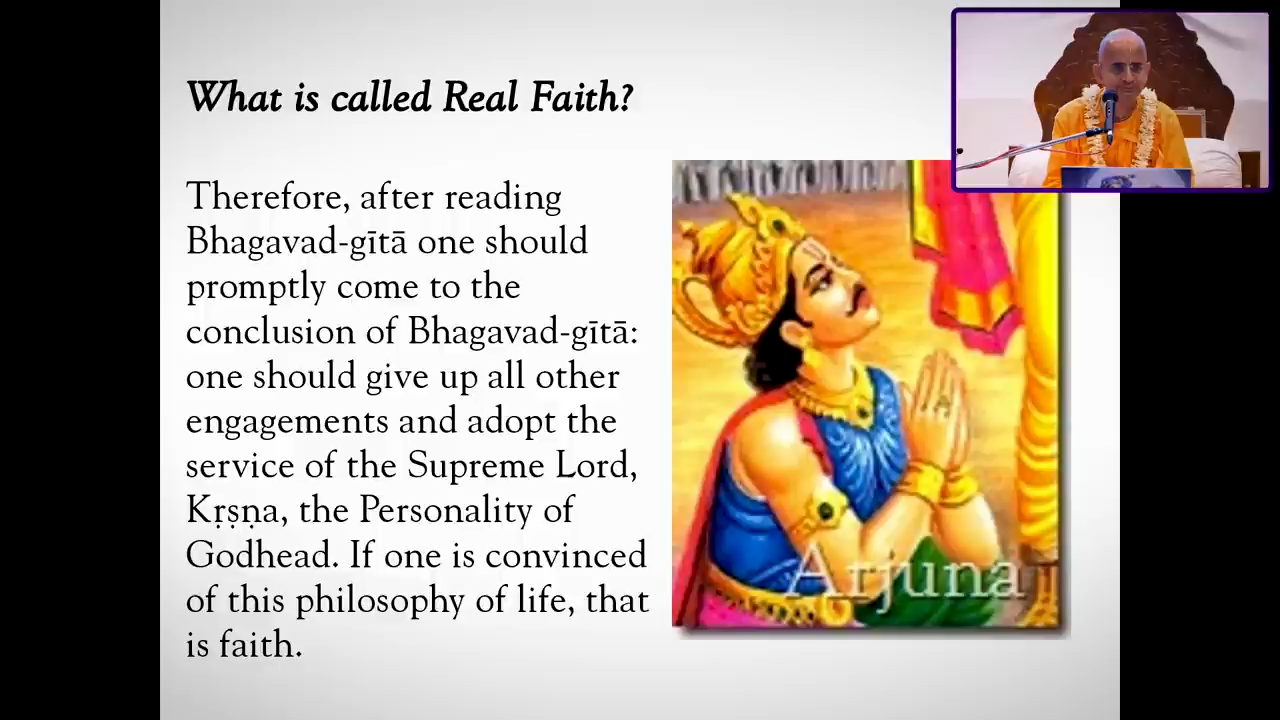 What is called Real Faith?
Therefore, after reading
Bhagavad-gītā one should
promptly come to the
conclusion of Bhagavad-gītā:
one should give up all other
engagements and adopt the
service of the Supreme Lord,
Kṛṣṇa, the Personality of
Godhead. If one is convinced
of this philosophy of life, that
is faith.
Arjuna